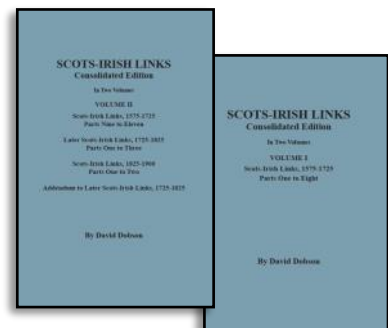 SCOTS-IRISH LINKS
Consolidated Edition
In Two Volumes
VOLUME II
Scots-Irish Links, 1575-1725
Parts Nine to Eleven
Later Scots-Irish Links, 1725-1825
Parts One to Three
Scots-Irish Links, 1825-1900
Parts One to Two
Addendum to Later Scots-Irish Links, 1725-1825
By David Dobson
SCOTS-IRISH LINKS
Consolidated Edition
In Two Volumes
VOLUME I
Scots-Irish Links, 1575-1725
Parts One to Eight
By David Dobson